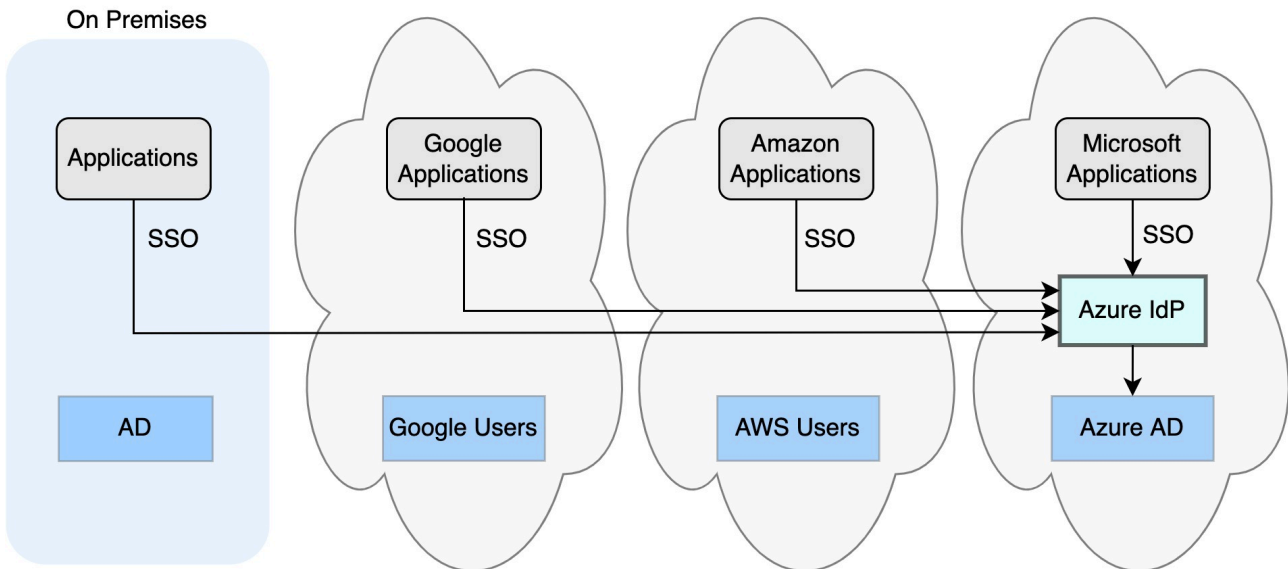 On Premises
Applications
Google
Applications
Amazon
Applications
Microsoft
Applications
SSO
SSO
SSO
SSO
Azure IdP
AD
Google Users
AWS Users
Azure AD